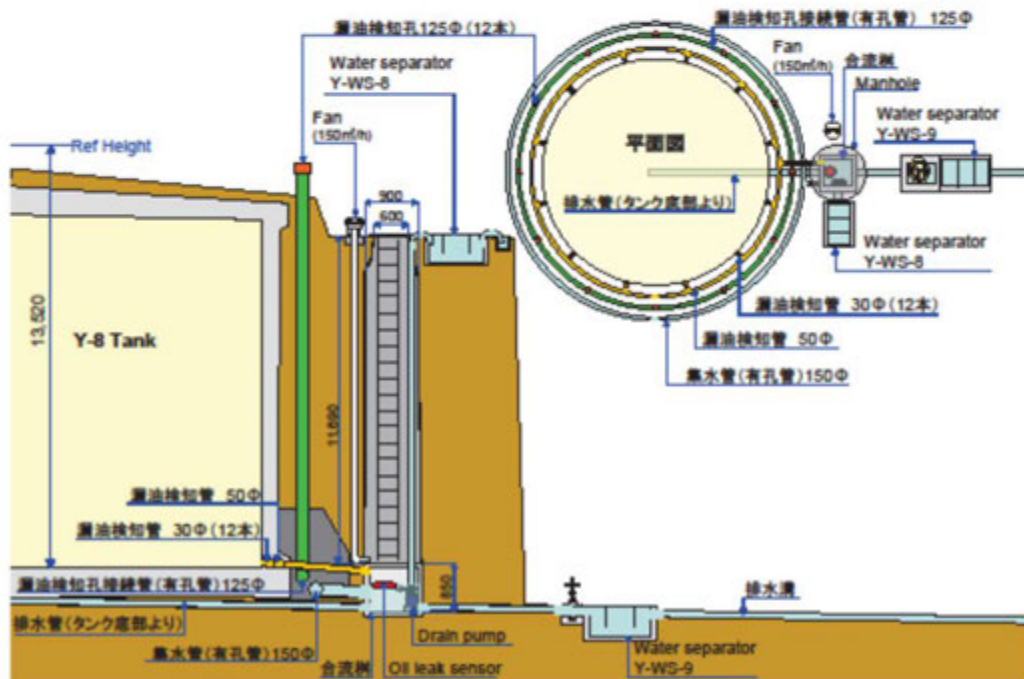 漏油検知孔125Φ(12本)
Water separator
Y-WS-8
Fan
(150㎥/h)
Ref Height
900
600
13,520
Y-8 Tank
11,690
漏油検知管 50Φ
漏油検知管 30Φ(12本)
漏油検知孔接続管(有孔管)125Φ
850
排水管(タンク底部より)
集水管(有孔管)150Φ
合流桝
Oil leak sensor
Drain pump
Water separator
Y-WS-9
排水溝
漏油検知孔接続管(有孔管) 125Φ
Fan
(150㎥/h)
合流桝
Manhole
Water separator
Y-WS-9
平面図
排水管(タンク底部より)
Water separator
Y-WS-8
漏油検知管 30Φ(12本)
漏油検知管 50Φ
集水管(有孔管)150Φ